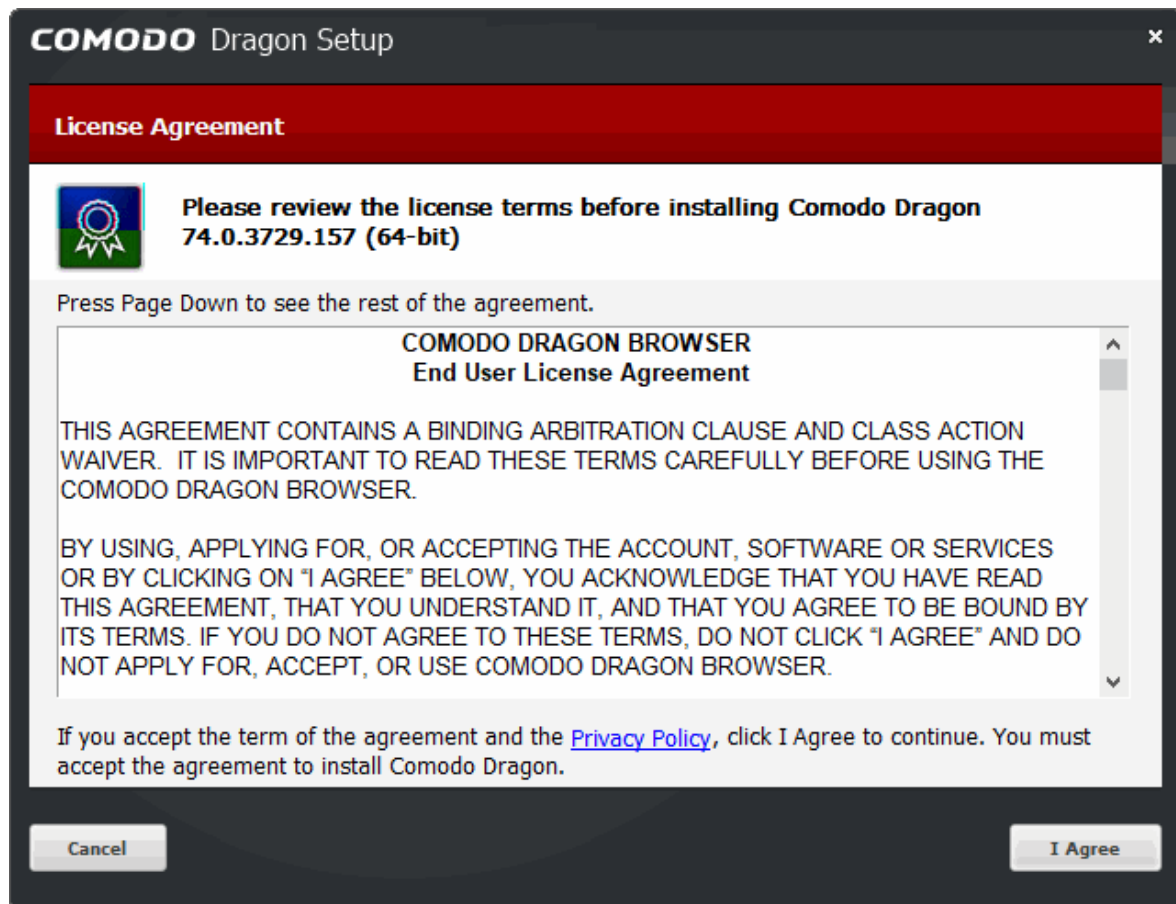 COMODO Dragon Setup
License Agreement
Please review the license terms before installing Comodo Dragon
74.0.3729.157 (64-bit)
Press Page Down to see the rest of the agreement.
COMODO DRAGON BROWSER
End User License Agreement
THIS AGREEMENT CONTAINS A BINDING ARBITRATION CLAUSE AND CLASS ACTION
WAIVER.  IT IS IMPORTANT TO READ THESE TERMS CAREFULLY BEFORE USING THE
COMODO DRAGON BROWSER.
BY USING, APPLYING FOR, OR ACCEPTING THE ACCOUNT, SOFTWARE OR SERVICES
OR BY CLICKING ON “I AGREE” BELOW, YOU ACKNOWLEDGE THAT YOU HAVE READ
THIS AGREEMENT, THAT YOU UNDERSTAND IT, AND THAT YOU AGREE TO BE BOUND BY
ITS TERMS. IF YOU DO NOT AGREE TO THESE TERMS, DO NOT CLICK “I AGREE” AND DO
NOT APPLY FOR, ACCEPT, OR USE COMODO DRAGON BROWSER.
If you accept the term of the agreement and the Privacy Policy, click I Agree to continue. You must
accept the agreement to install Comodo Dragon.
Cancel
I Agree